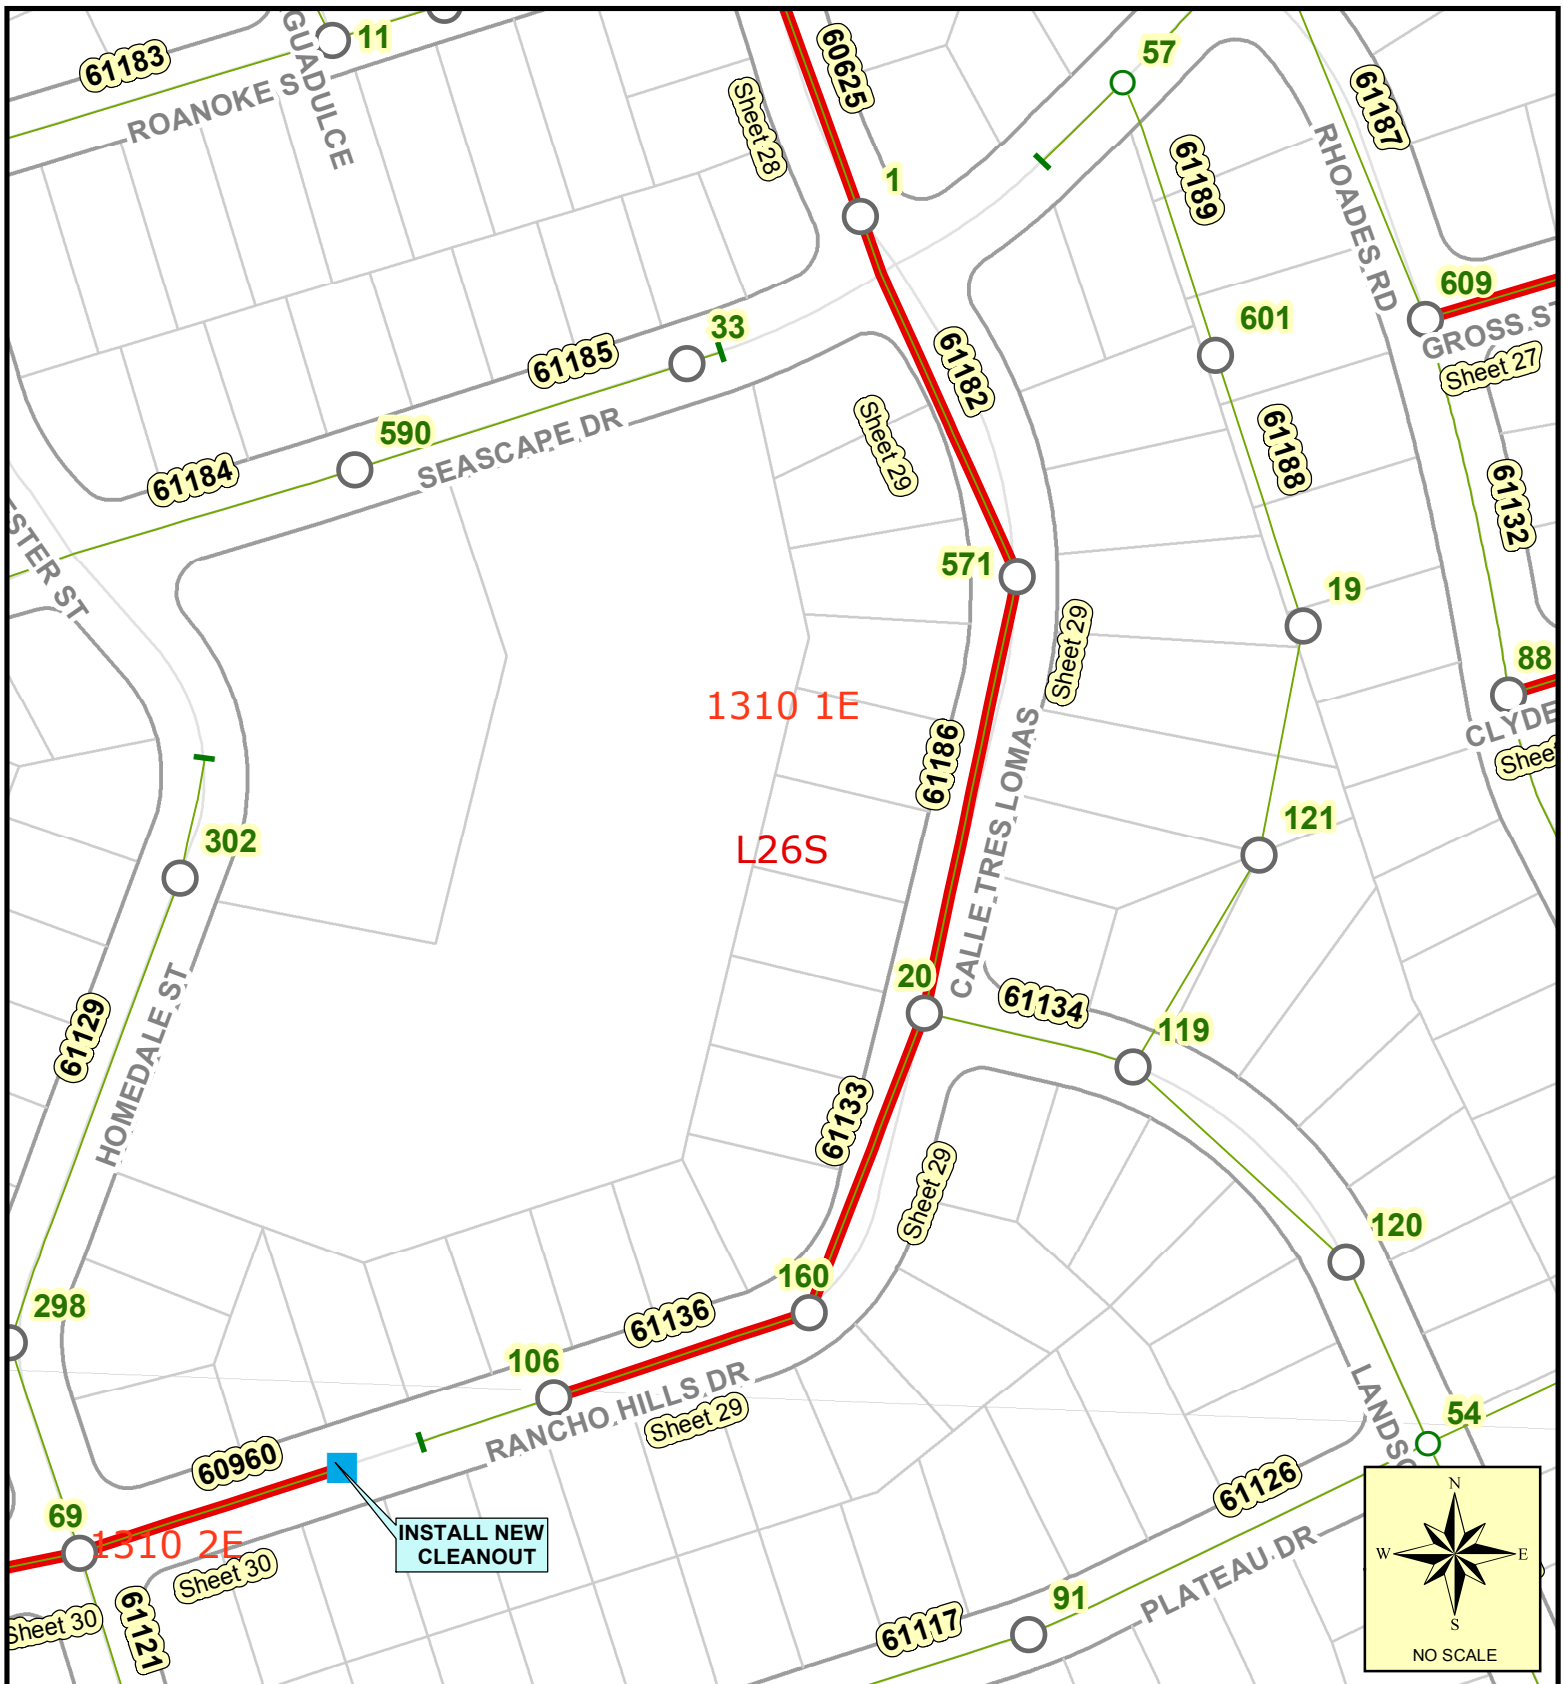 11
61183
ROANOKE S
GUADULCE
60625
57
Sheet 28
61187
1
61189
RHOADES RD
609
GROSS ST
Sheet 27
601
33
61185
61182
590
61184
SEASCAPE DR
Sheet 29
61188
61132
ESTER ST
571
19
Sheet 29
88
CLYDE
Sheet
1310 1E
61186
CALLE TRES LOMAS
121
302
L26S
61129
HOMEDALE ST
20
61134
119
61133
Sheet 29
120
298
160
61136
106
RANCHO HILLS DR
Sheet 29
LANDSC
54
60960
61126
69
1310 2E
INSTALL NEW
CLEANOUT
Sheet 30
Sheet 30
61121
91
61117
PLATEAU DR
N
W
E
S
NO SCALE